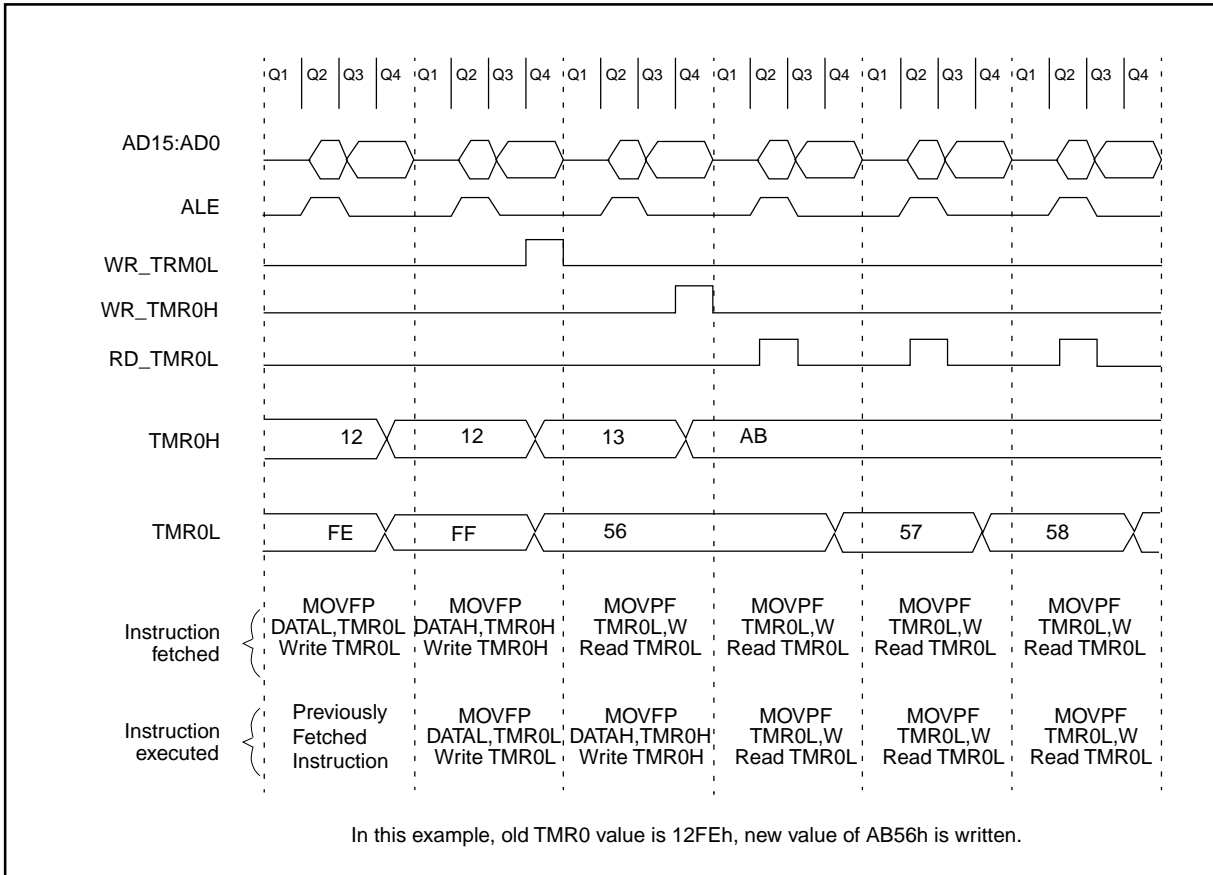 Q1 Q2 Q3 Q4 Q1 Q2 Q3 Q4 Q1 Q2 Q3 Q4 Q1 Q2 Q3 Q4 Q1 Q2 Q3 Q4 Q1 Q2 Q3 Q4
AD15:AD0
ALE
WR_TRM0L
WR_TMR0H
RD_TMR0L
TMR0H 12 12 13 AB
TMR0L FE FF 56 57 58
Instruction
fetched
MOVFP
DATAL,TMR0L
Write TMR0L
MOVFP
DATAH,TMR0H
Write TMR0H
MOVPF
TMR0L,W
Read TMR0L
MOVPF
TMR0L,W
Read TMR0L
MOVPF
TMR0L,W
Read TMR0L
MOVPF
TMR0L,W
Read TMR0L
Instruction
executed
Previously
Fetched
Instruction
MOVFP
DATAL,TMR0L
Write TMR0L
MOVFP
DATAH,TMR0H
Write TMR0H
MOVPF
TMR0L,W
Read TMR0L
MOVPF
TMR0L,W
Read TMR0L
MOVPF
TMR0L,W
Read TMR0L
In this example, old TMR0 value is 12FEh, new value of AB56h is written.